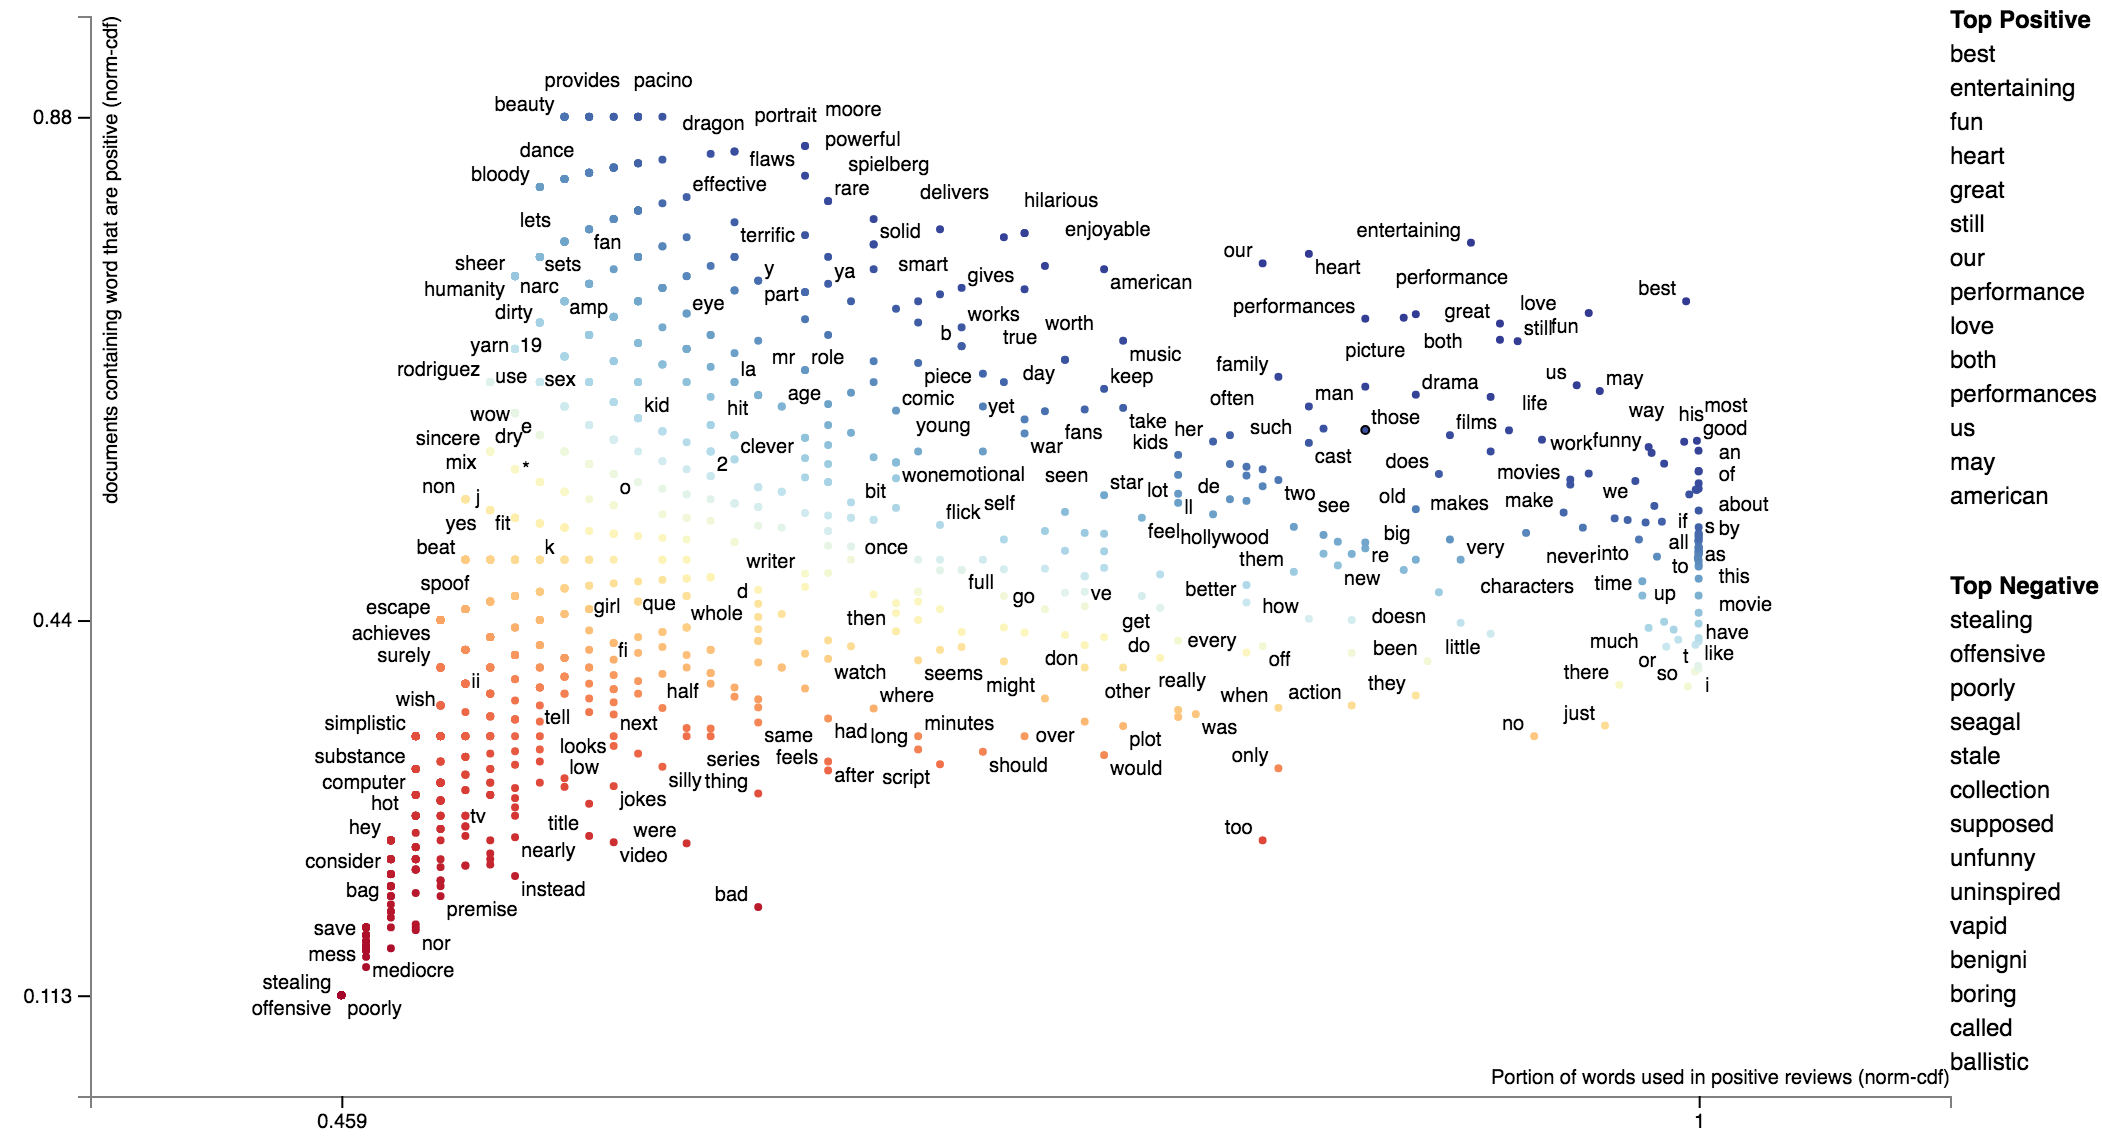 documents containing word that are positive (norm-cdf)
0.88
0.44
0.113
provides pacino
beauty
dragon portrait moore
powerful
dance
flaws
spielberg
bloody
effective
rare
delivers
hilarious
lets
fan
terrific
solid
enjoyable
our
entertaining
sheer
sets
y
ya
smart
gives
american
heart
performance
humanity
narc
part
best
dirty
amp
eye
works
performances
great
love
b
true
worth
still
fun
yarn
19
mr
role
music
picture
both
rodriguez
use
sex
la
piece
day
keep
family
drama
us
may
wow
kid
hit
age
comic
yet
often
man
life
way
his
most
sincere
dry
e
young
fans
take
those
films
good
mix
*
clever
war
kids
her
such
work
funny
an
2
won
emotional
seen
cast
does
movies
of
non
j
o
bit
star
lot
de
two
old
makes
make
we
about
yes
fit
flick
self
ll
see
if
s
by
beat
k
once
feel
hollywood
big
very
never
into
all
as
writer
them
re
new
to
this
spoof
full
go
ve
better
characters
time
up
escape
girl
que
whole
d
then
get
how
doesn
movie
achieves
fi
do
every
been
little
much
have
surely
don
off
or
t
like
ii
half
watch
seems
might
really
they
there
so
i
wish
where
other
when
action
simplistic
tell
next
same
had
long
minutes
over
plot
was
no
just
substance
looks
series
feels
should
would
only
computer
low
silly
thing
after
script
hot
jokes
hey
tv
title
were
too
consider
nearly
video
bag
instead
bad
premise
save
nor
mess
mediocre
stealing
offensive
poorly
Portion of words used in positive reviews (norm-cdf)
0.459
1
Top Positive
best
entertaining
fun
heart
great
still
our
performance
love
both
performances
us
may
american
Top Negative
stealing
offensive
poorly
seagal
stale
collection
supposed
unfunny
uninspired
vapid
benigni
boring
called
ballistic